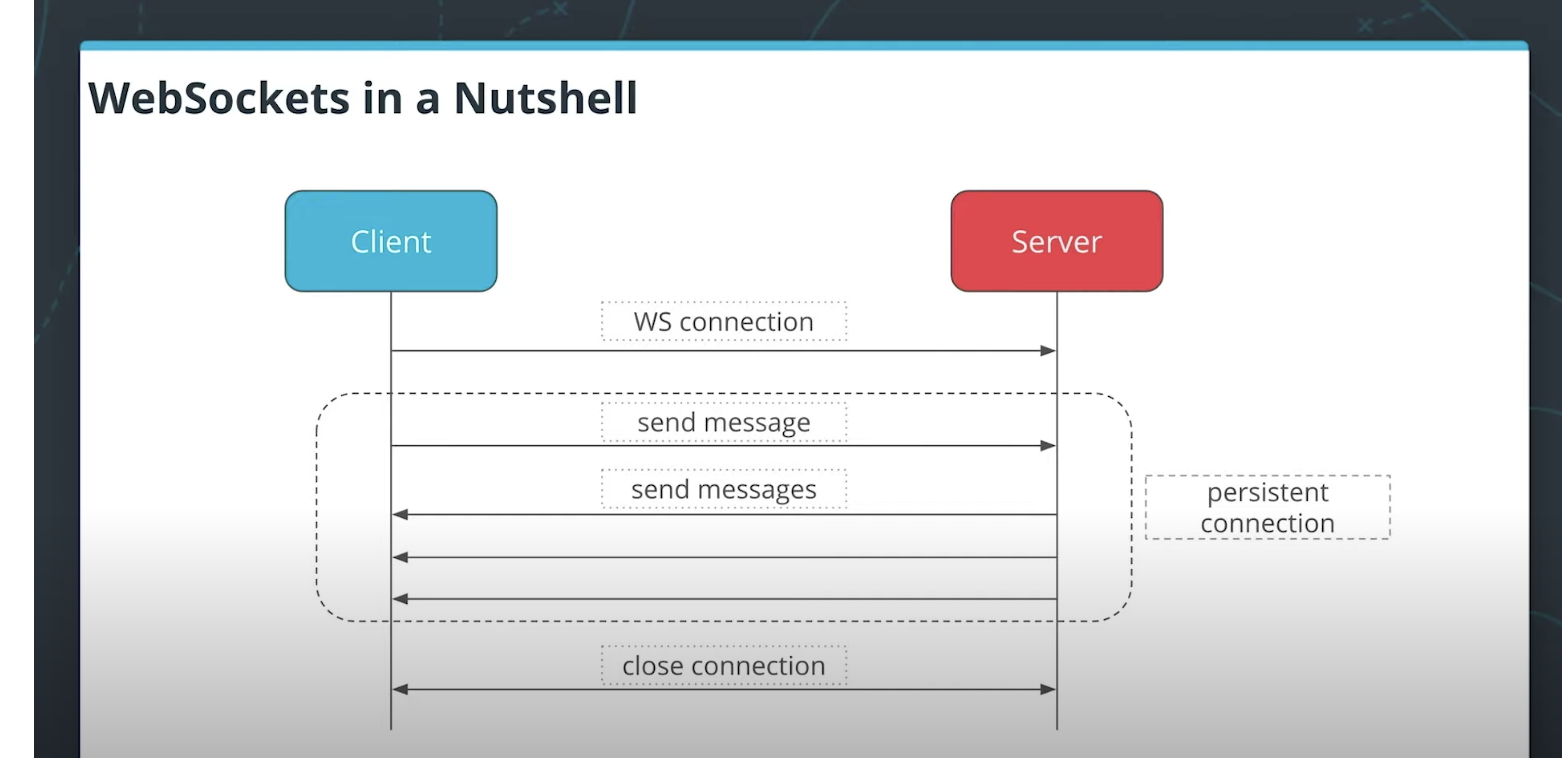 WebSockets in a Nutshell
Client
Server
WS connection
send message
send messages
persistent
connection
close connection